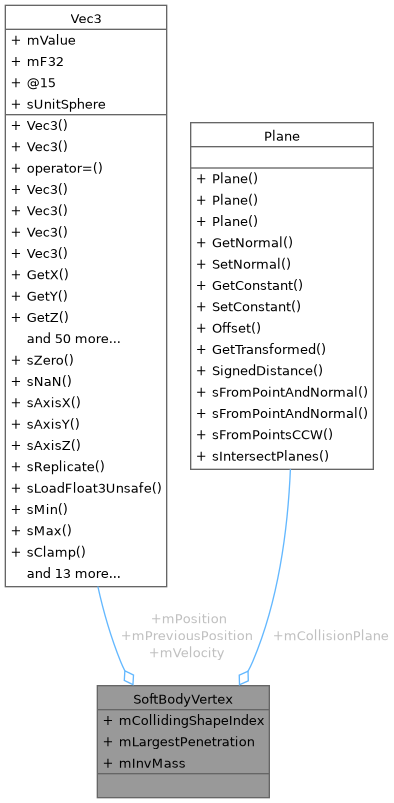 Vec3
+ mValue
+ mF32
+ @15
+ sUnitSphere
+ Vec3()
+ Vec3()
+ operator=()
+ Vec3()
+ Vec3()
+ Vec3()
+ Vec3()
+ GetX()
+ GetY()
+ GetZ()
and 50 more...
+ sZero()
+ sNaN()
+ sAxisX()
+ sAxisY()
+ sAxisZ()
+ sReplicate()
+ sLoadFloat3Unsafe()
+ sMin()
+ sMax()
+ sClamp()
and 13 more...
Plane
+ Plane()
+ Plane()
+ Plane()
+ GetNormal()
+ SetNormal()
+ GetConstant()
+ SetConstant()
+ Offset()
+ GetTransformed()
+ SignedDistance()
+ sFromPointAndNormal()
+ sFromPointAndNormal()
+ sFromPointsCCW()
+ sIntersectPlanes()
+mPosition
+mPreviousPosition
+mVelocity
+mCollisionPlane
SoftBodyVertex
+ mCollidingShapeIndex
+ mLargestPenetration
+ mInvMass